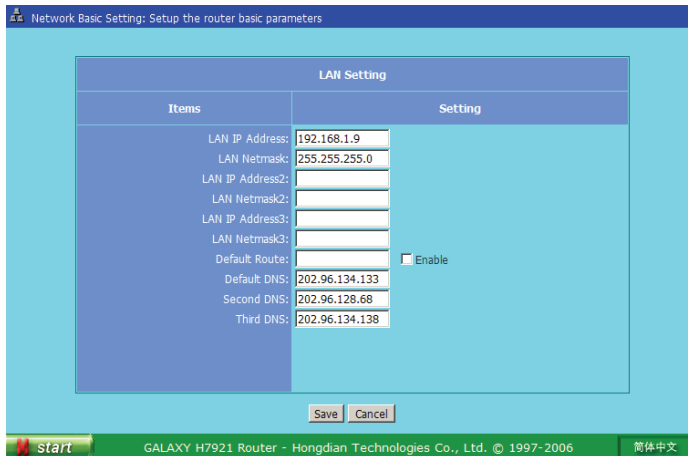 Network Basic Setting: Setup the router basic parameters
LAN Setting
Items Setting
LAN IP Address: 192.168.1.9
LAN Netmask: 255.255.255.0
LAN IP Address2:
LAN Netmask2:
LAN IP Address3:
LAN Netmask3:
Default Route: Enable
Default DNS: 202.96.134.133
Second DNS: 202.96.128.68
Third DNS: 202.96.134.138
Save Cancel
start GALAXY H7921 Router - Hongdian Technologies Co., Ltd. © 1997-2006 简体中文